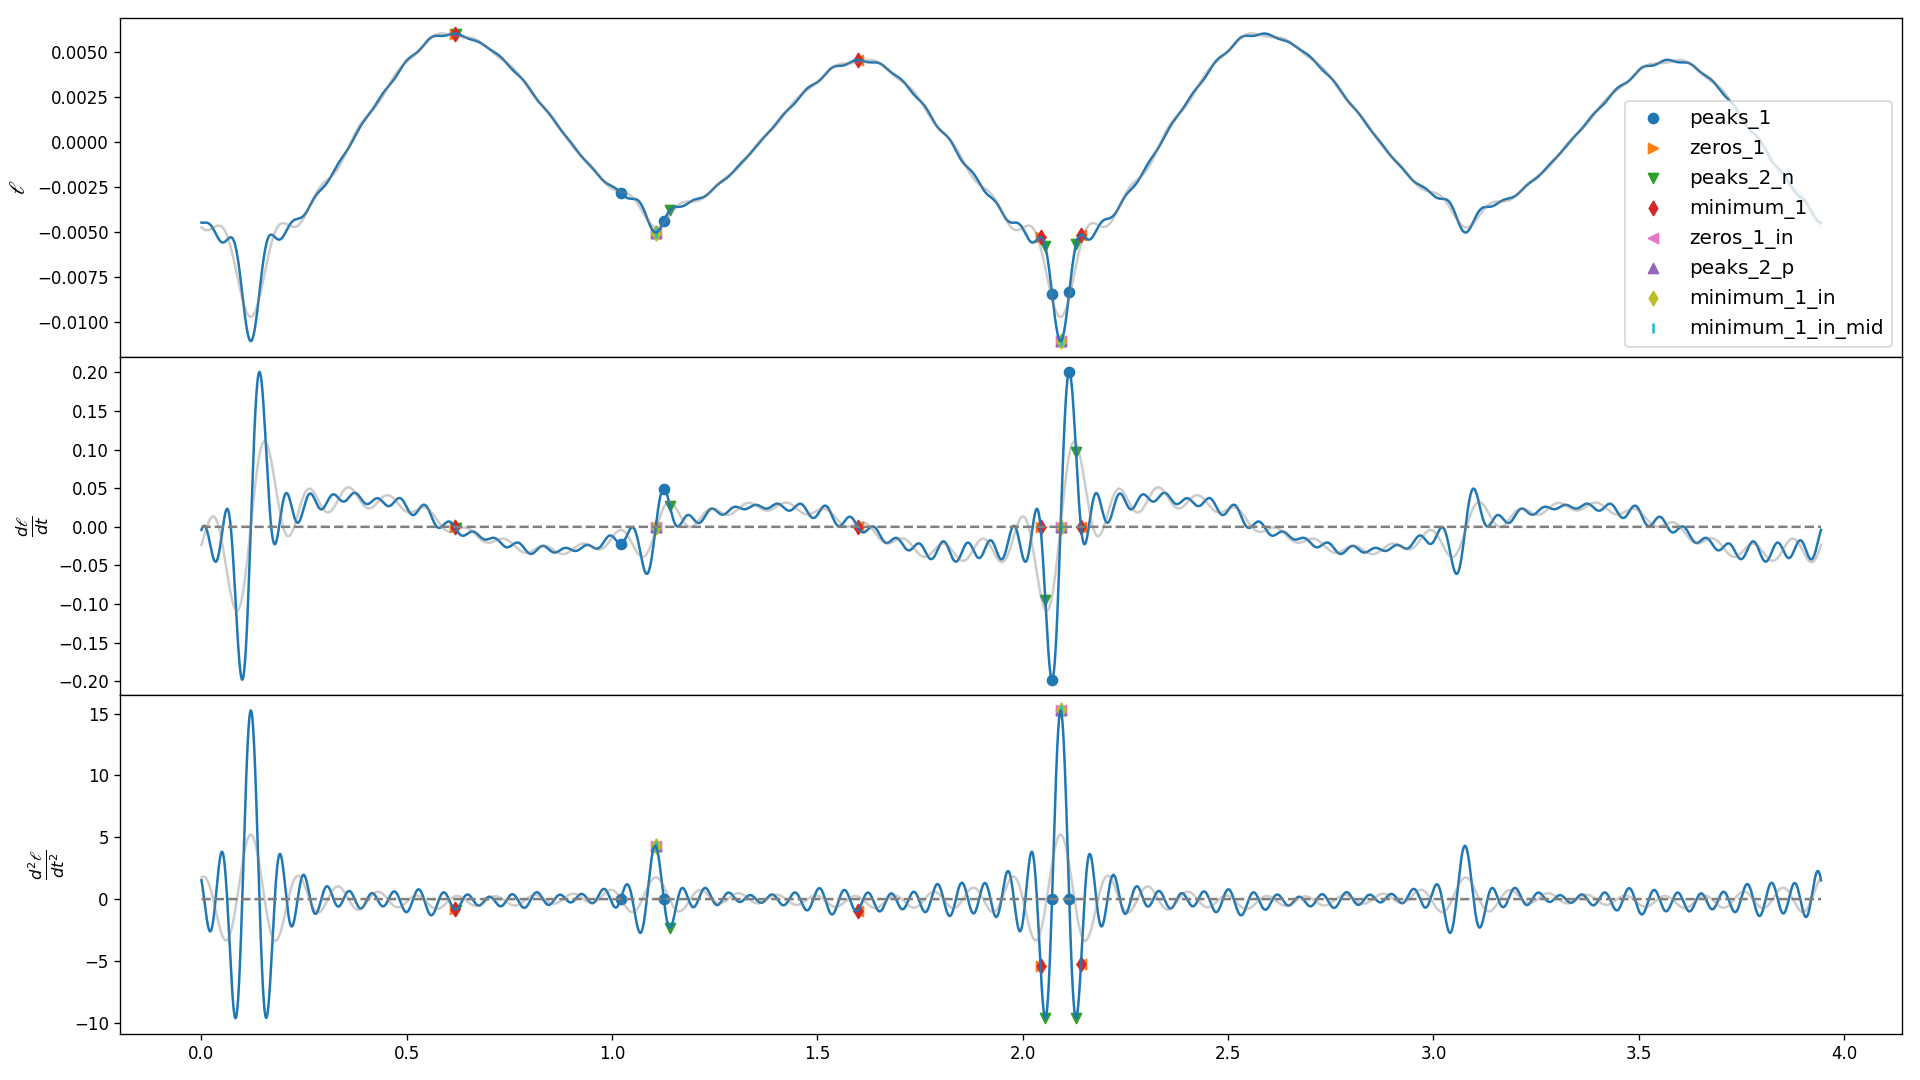 0.0050
0.0025
0.0000
−0.0025
−0.0050
−0.0075
−0.0100
ℓ
peaks_1
zeros_1
peaks_2_n
minimum_1
zeros_1_in
peaks_2_p
minimum_1_in
minimum_1_in_mid
0.20
0.15
0.10
0.05
0.00
−0.05
−0.10
−0.15
−0.20
dℓ
dt
15
10
5
0
−5
−10
d²ℓ
dt²
0.0 0.5 1.0 1.5 2.0 2.5 3.0 3.5 4.0